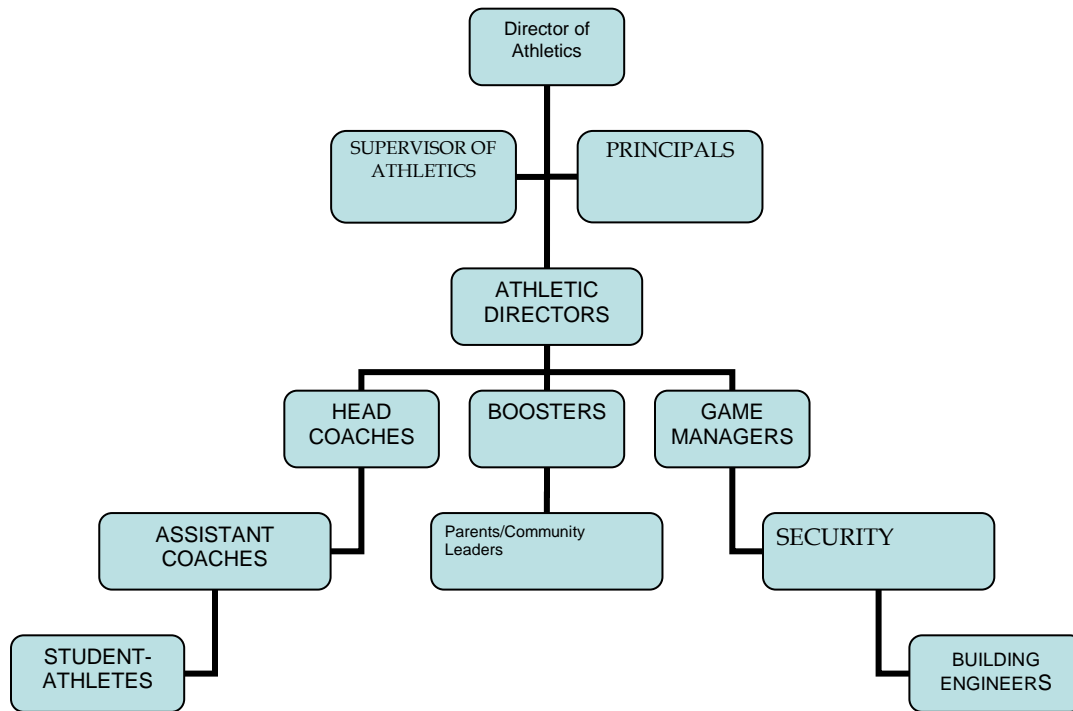 Director of
Athletics
SUPERVISOR OF
ATHLETICS
PRINCIPALS
ATHLETIC
DIRECTORS
HEAD
COACHES
BOOSTERS
GAME
MANAGERS
ASSISTANT
COACHES
Parents/Community
Leaders
SECURITY
STUDENT-
ATHLETES
BUILDING
ENGINEERS